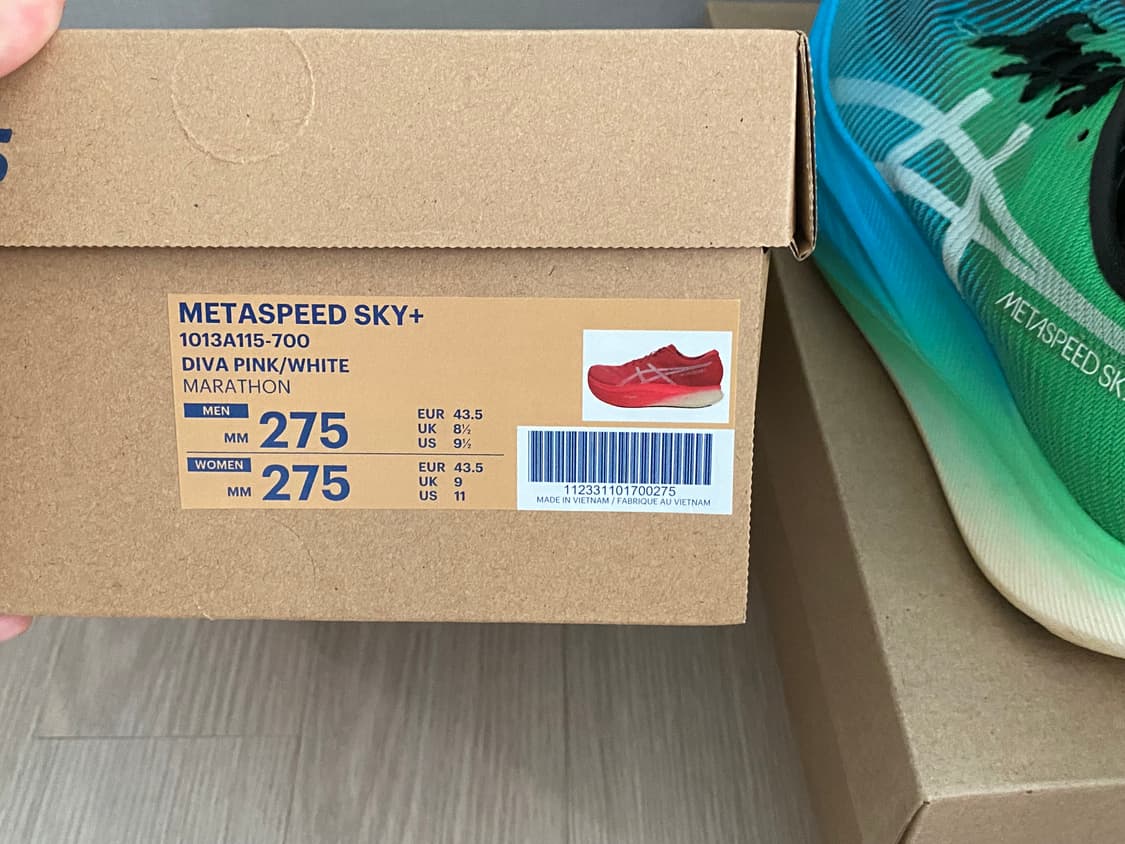 METASPEED SKY+
1013A115-700
DIVA PINK/WHITE
MARATHON
MEN
MM 275
EUR 43.5
UK 8½
US 9½
WOMEN
MM 275
EUR 43.5
UK 9
US 11
112331101700275
MADE IN VIETNAM / FABRIQUE AU VIETNAM
METASPEED SK